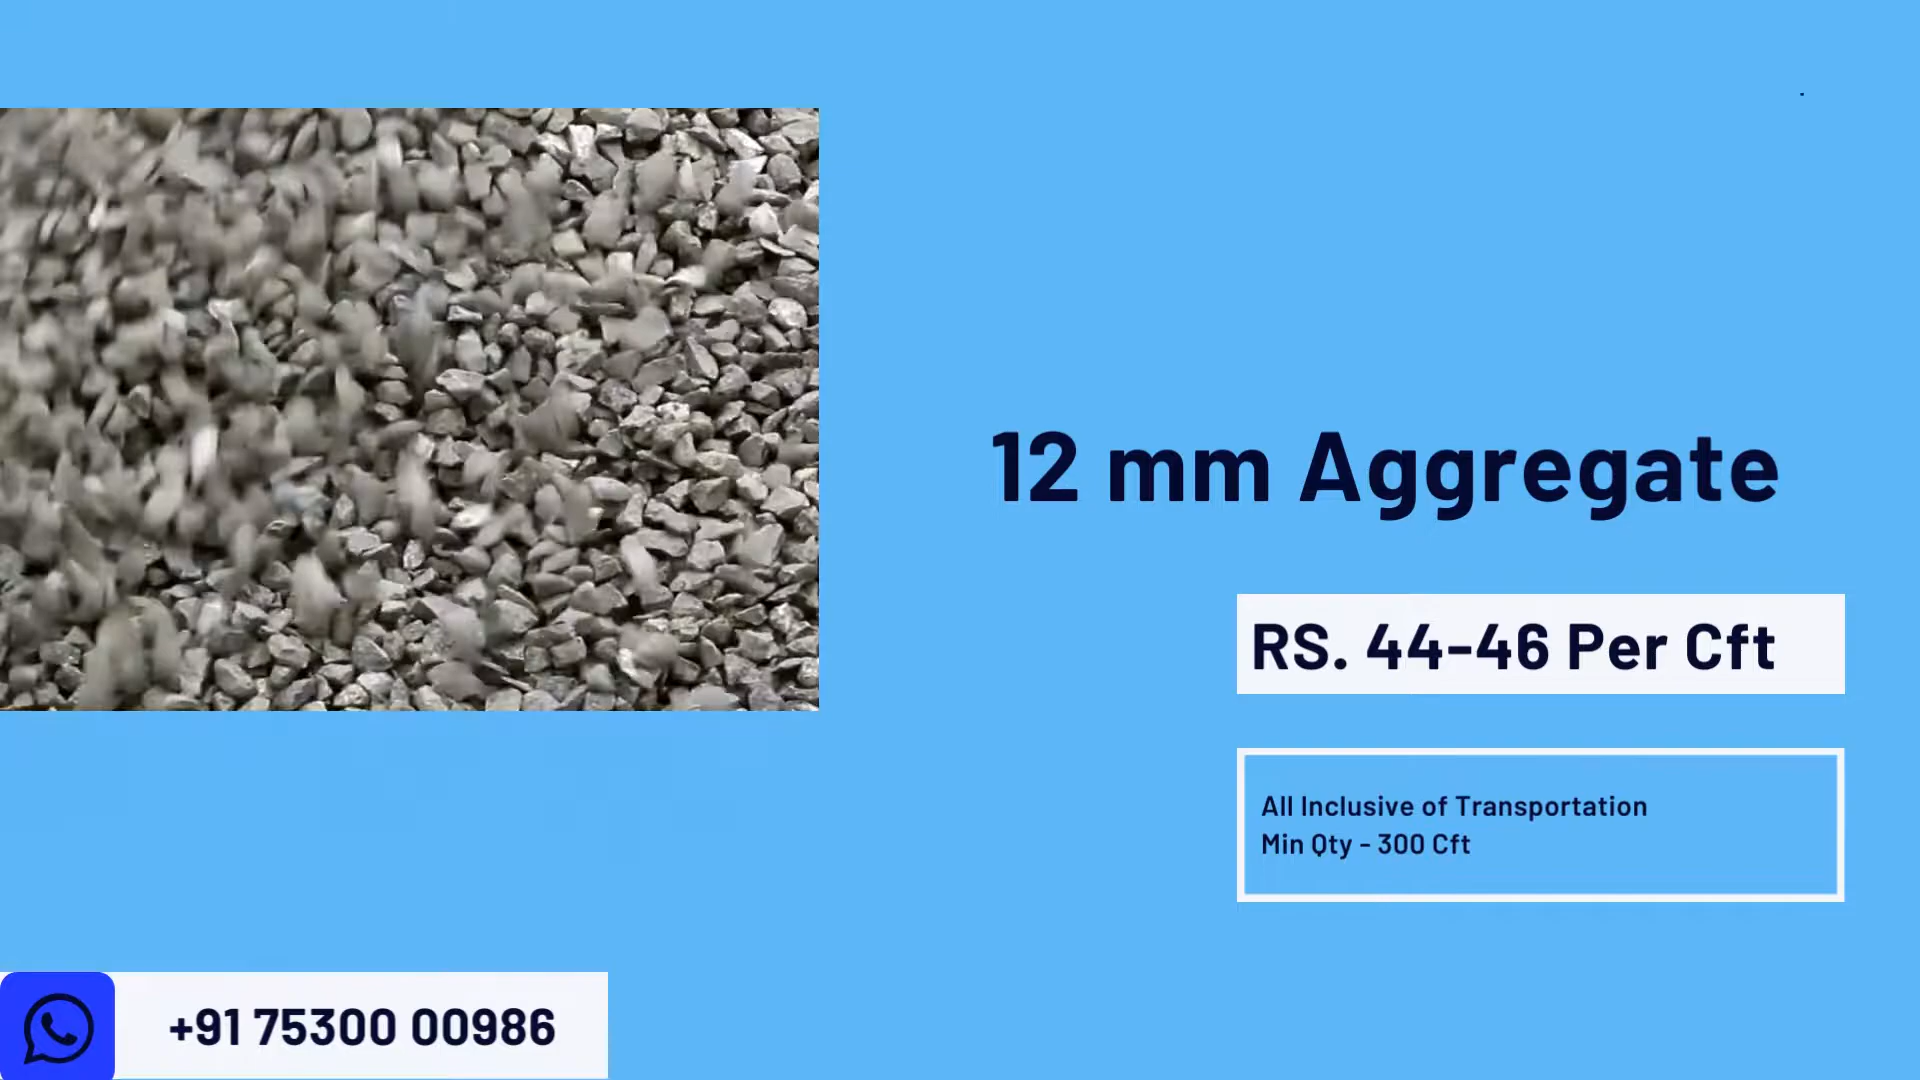 12 mm Aggregate
RS. 44-46 Per Cft
All Inclusive of Transportation
Min Qty - 300 Cft
+91 75300 00986